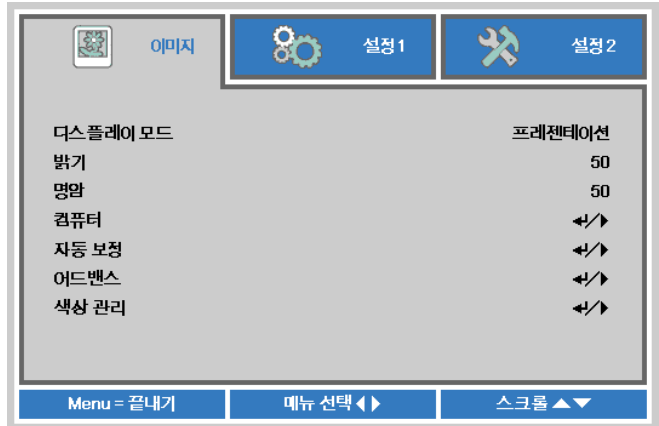 이미지 설정 1 설정 2
디스플레이 모드 프레젠테이션
밝기 50
명암 50
컴퓨터 ↵/▶
자동 보정 ↵/▶
어드밴스 ↵/▶
색상 관리 ↵/▶
Menu = 끝내기 메뉴 선택 ◀ ▶ 스크롤 ▲▼